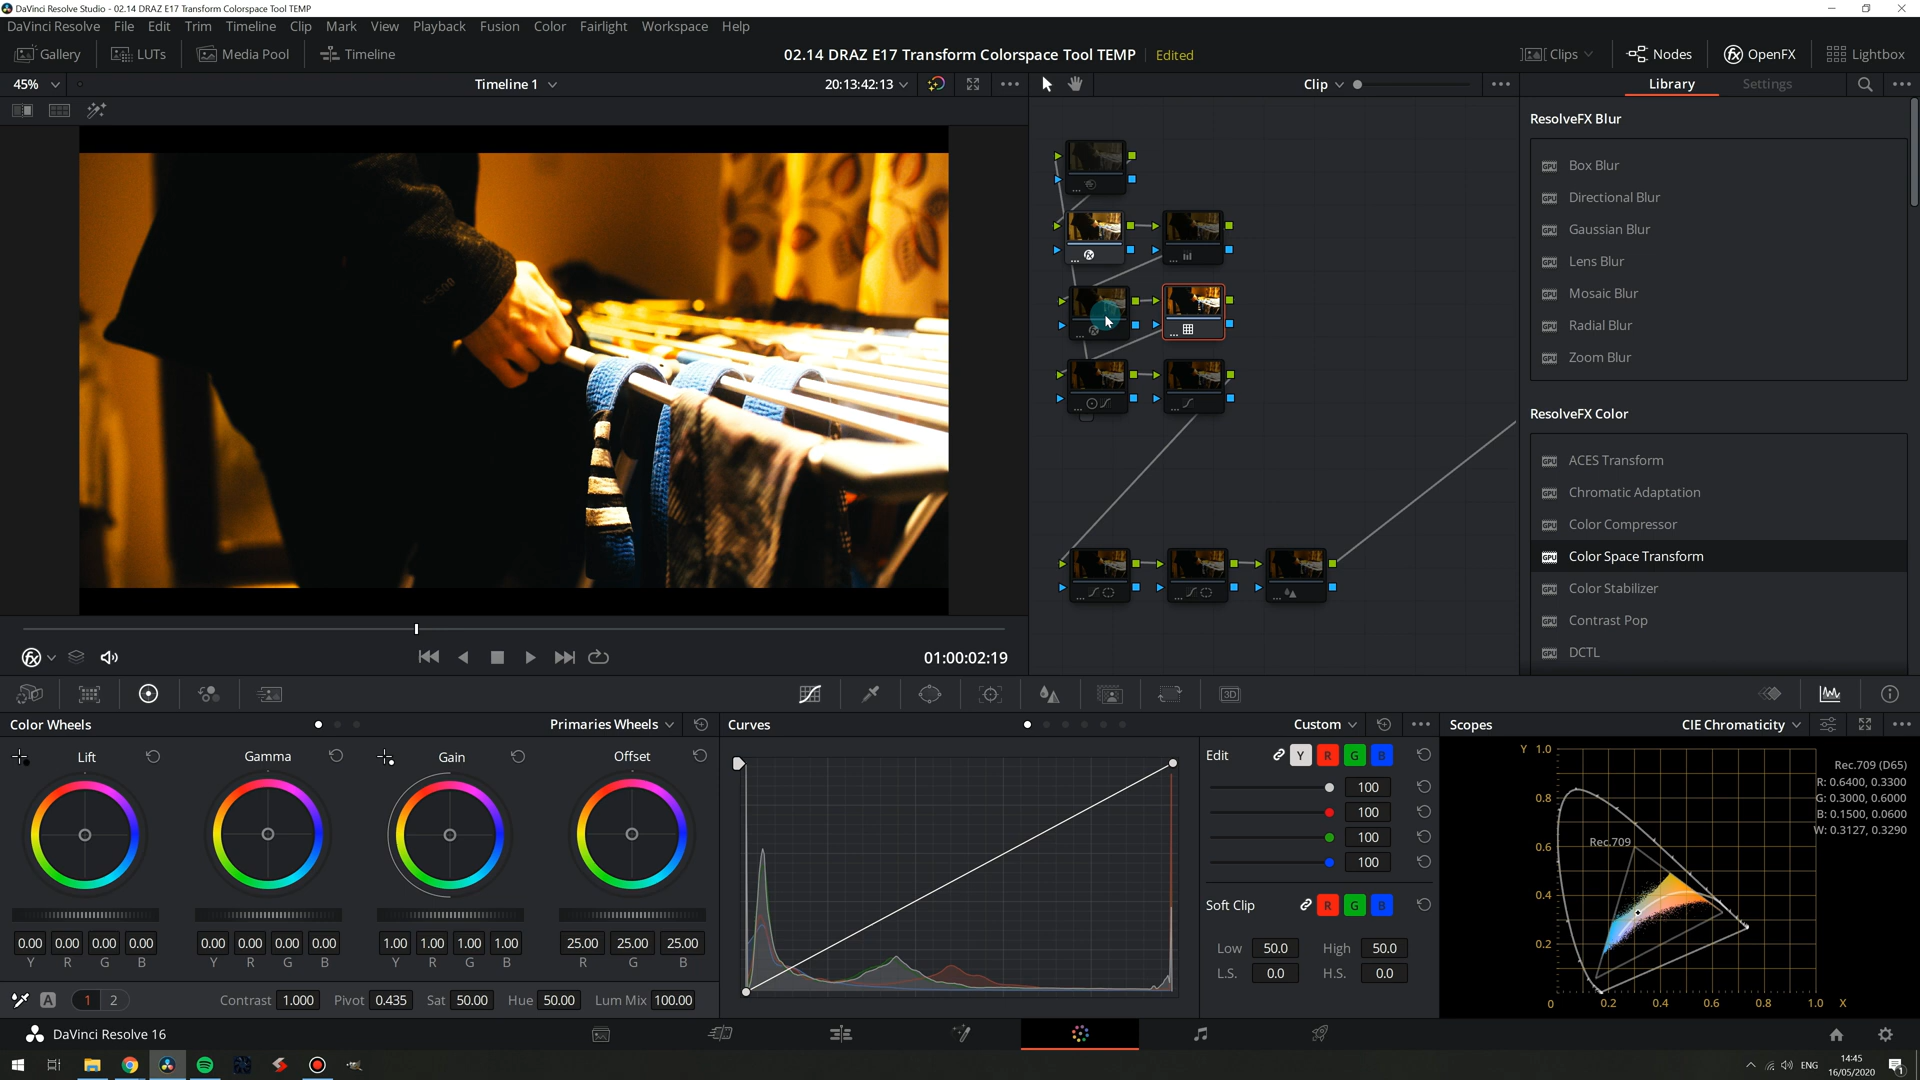 DaVinci Resolve Studio - 02.14 DRAZ E17 Transform Colorspace Tool TEMP
DaVinci Resolve File Edit Trim Timeline Clip Mark View Playback Fusion Color Fairlight Workspace Help
Gallery LUTs Media Pool Timeline 02.14 DRAZ E17 Transform Colorspace Tool TEMP Edited Clips Nodes OpenFX Lightbox
45% Timeline 1 20:13:42:13 Clip Library Settings
ResolveFX Blur
Box Blur
Directional Blur
Gaussian Blur
Lens Blur
Mosaic Blur
Radial Blur
Zoom Blur
ResolveFX Color
ACES Transform
Chromatic Adaptation
Color Compressor
Color Space Transform
Color Stabilizer
Contrast Pop
DCTL
01:00:02:19
3D
Color Wheels Primaries Wheels Curves Custom Scopes CIE Chromaticity
Lift Gamma Gain Offset
0.00 0.00 0.00 0.00 0.00 0.00 0.00 0.00 1.00 1.00 1.00 1.00 25.00 25.00 25.00
Y R G B Y R G B Y R G B R G B
A 1 2 Contrast 1.000 Pivot 0.435 Sat 50.00 Hue 50.00 Lum Mix 100.00
Edit Y R G B
100
100
100
100
Soft Clip R G B
Low 50.0 High 50.0
L.S. 0.0 H.S. 0.0
Y 1.0
0.8
0.6
0.4
0.2
0 0.2 0.4 0.6 0.8 1.0 X
Rec.709
Rec.709 (D65)
R: 0.6400, 0.3300
G: 0.3000, 0.6000
B: 0.1500, 0.0600
W: 0.3127, 0.3290
DaVinci Resolve 16
ENG
14:45
16/05/2020